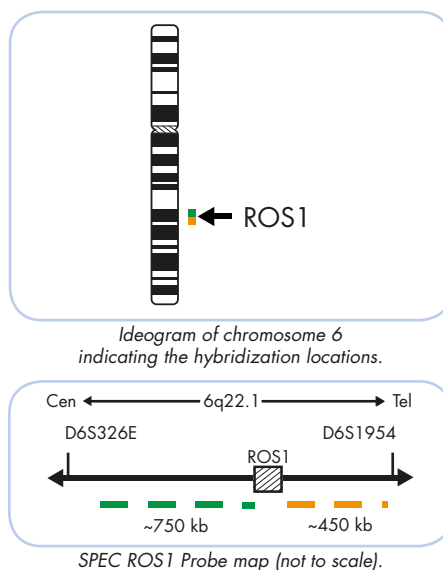 ROS1
Ideogram of chromosome 6
indicating the hybridization locations.
Cen 6q22.1 Tel
D6S326E D6S1954
ROS1
~750 kb ~450 kb
SPEC ROS1 Probe map (not to scale).